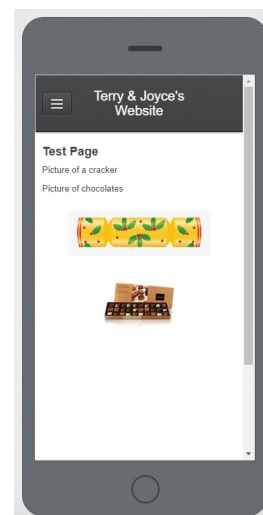 Terry & Joyce's
Website
Test Page
Picture of a cracker
Picture of chocolates